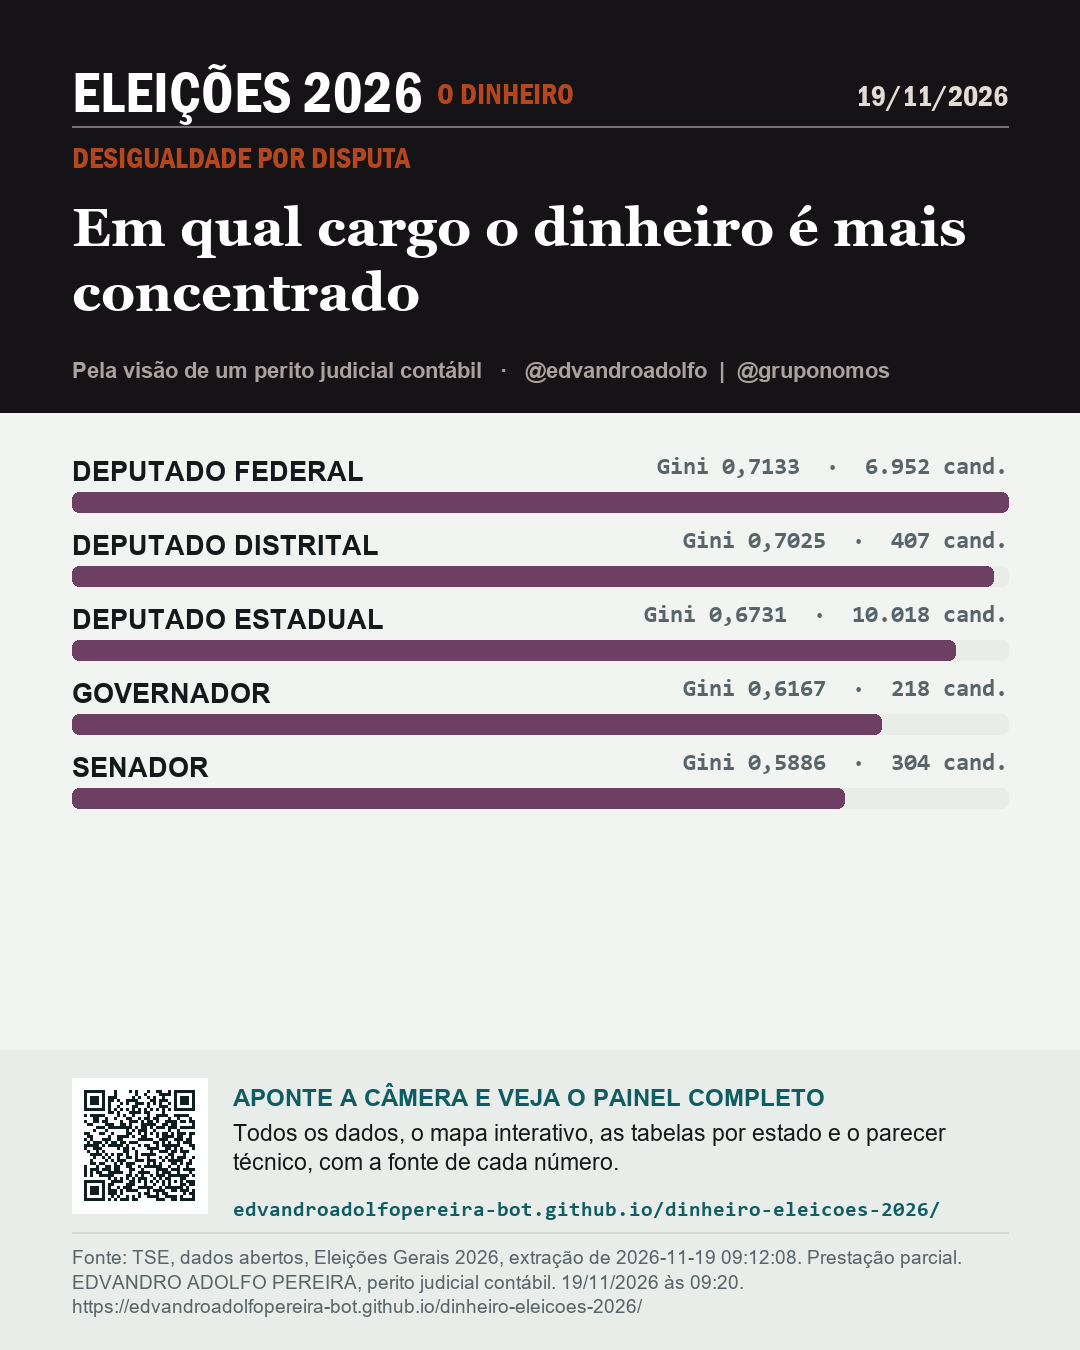 ELEIÇÕES 2026 O DINHEIRO 19/11/2026
DESIGUALDADE POR DISPUTA
Em qual cargo o dinheiro é mais
concentrado
Pela visão de um perito judicial contábil · @edvandroadolfo | @gruponomos
DEPUTADO FEDERAL Gini 0,7133 · 6.952 cand.
DEPUTADO DISTRITAL Gini 0,7025 · 407 cand.
DEPUTADO ESTADUAL Gini 0,6731 · 10.018 cand.
GOVERNADOR Gini 0,6167 · 218 cand.
SENADOR Gini 0,5886 · 304 cand.
APONTE A CÂMERA E VEJA O PAINEL COMPLETO
Todos os dados, o mapa interativo, as tabelas por estado e o parecer
técnico, com a fonte de cada número.
edvandroadolfopereira-bot.github.io/dinheiro-eleicoes-2026/
Fonte: TSE, dados abertos, Eleições Gerais 2026, extração de 2026-11-19 09:12:08. Prestação parcial.
EDVANDRO ADOLFO PEREIRA, perito judicial contábil. 19/11/2026 às 09:20.
https://edvandroadolfopereira-bot.github.io/dinheiro-eleicoes-2026/